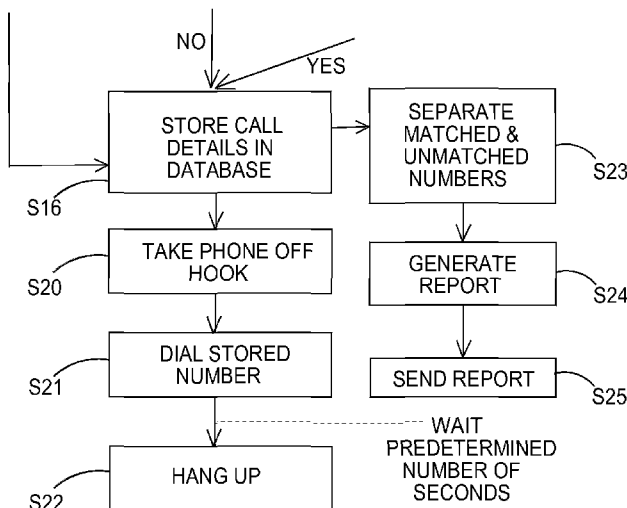 NO
YES
STORE CALL
DETAILS IN
DATABASE
S16
SEPARATE
MATCHED &
UNMATCHED
NUMBERS
S23
TAKE PHONE OFF
HOOK
S20
GENERATE
REPORT
S24
DIAL STORED
NUMBER
S21
SEND REPORT
S25
WAIT
PREDETERMINED
NUMBER OF
SECONDS
HANG UP
S22